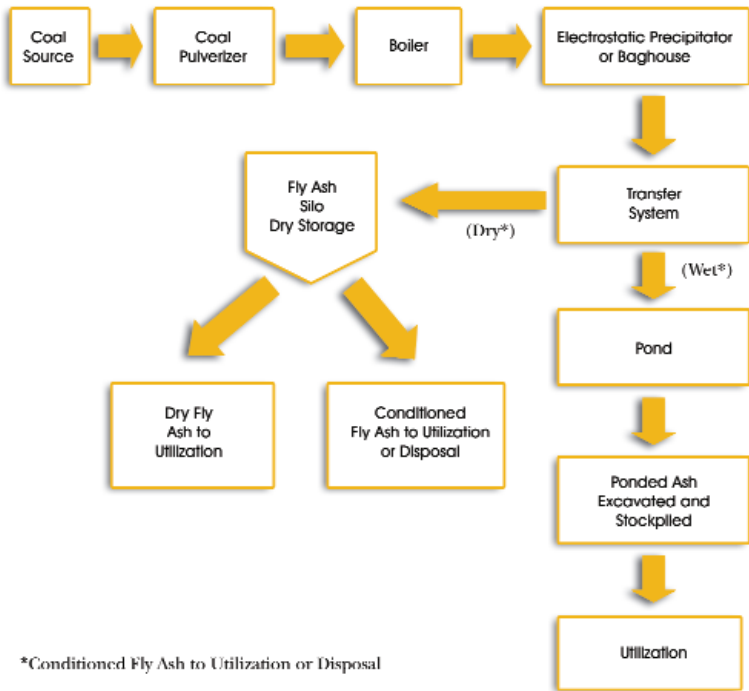 Coal
Source
Coal
Pulverizer
Boiler
Electrostatic Precipitator
or Baghouse
Fly Ash
Silo
Dry Storage
(Dry*)
Transfer
System
(Wet*)
Pond
Dry Fly
Ash to
Utilization
Conditioned
Fly Ash to Utilization
or Disposal
Ponded Ash
Excavated and
Stockpiled
Utilization
*Conditioned Fly Ash to Utilization or Disposal